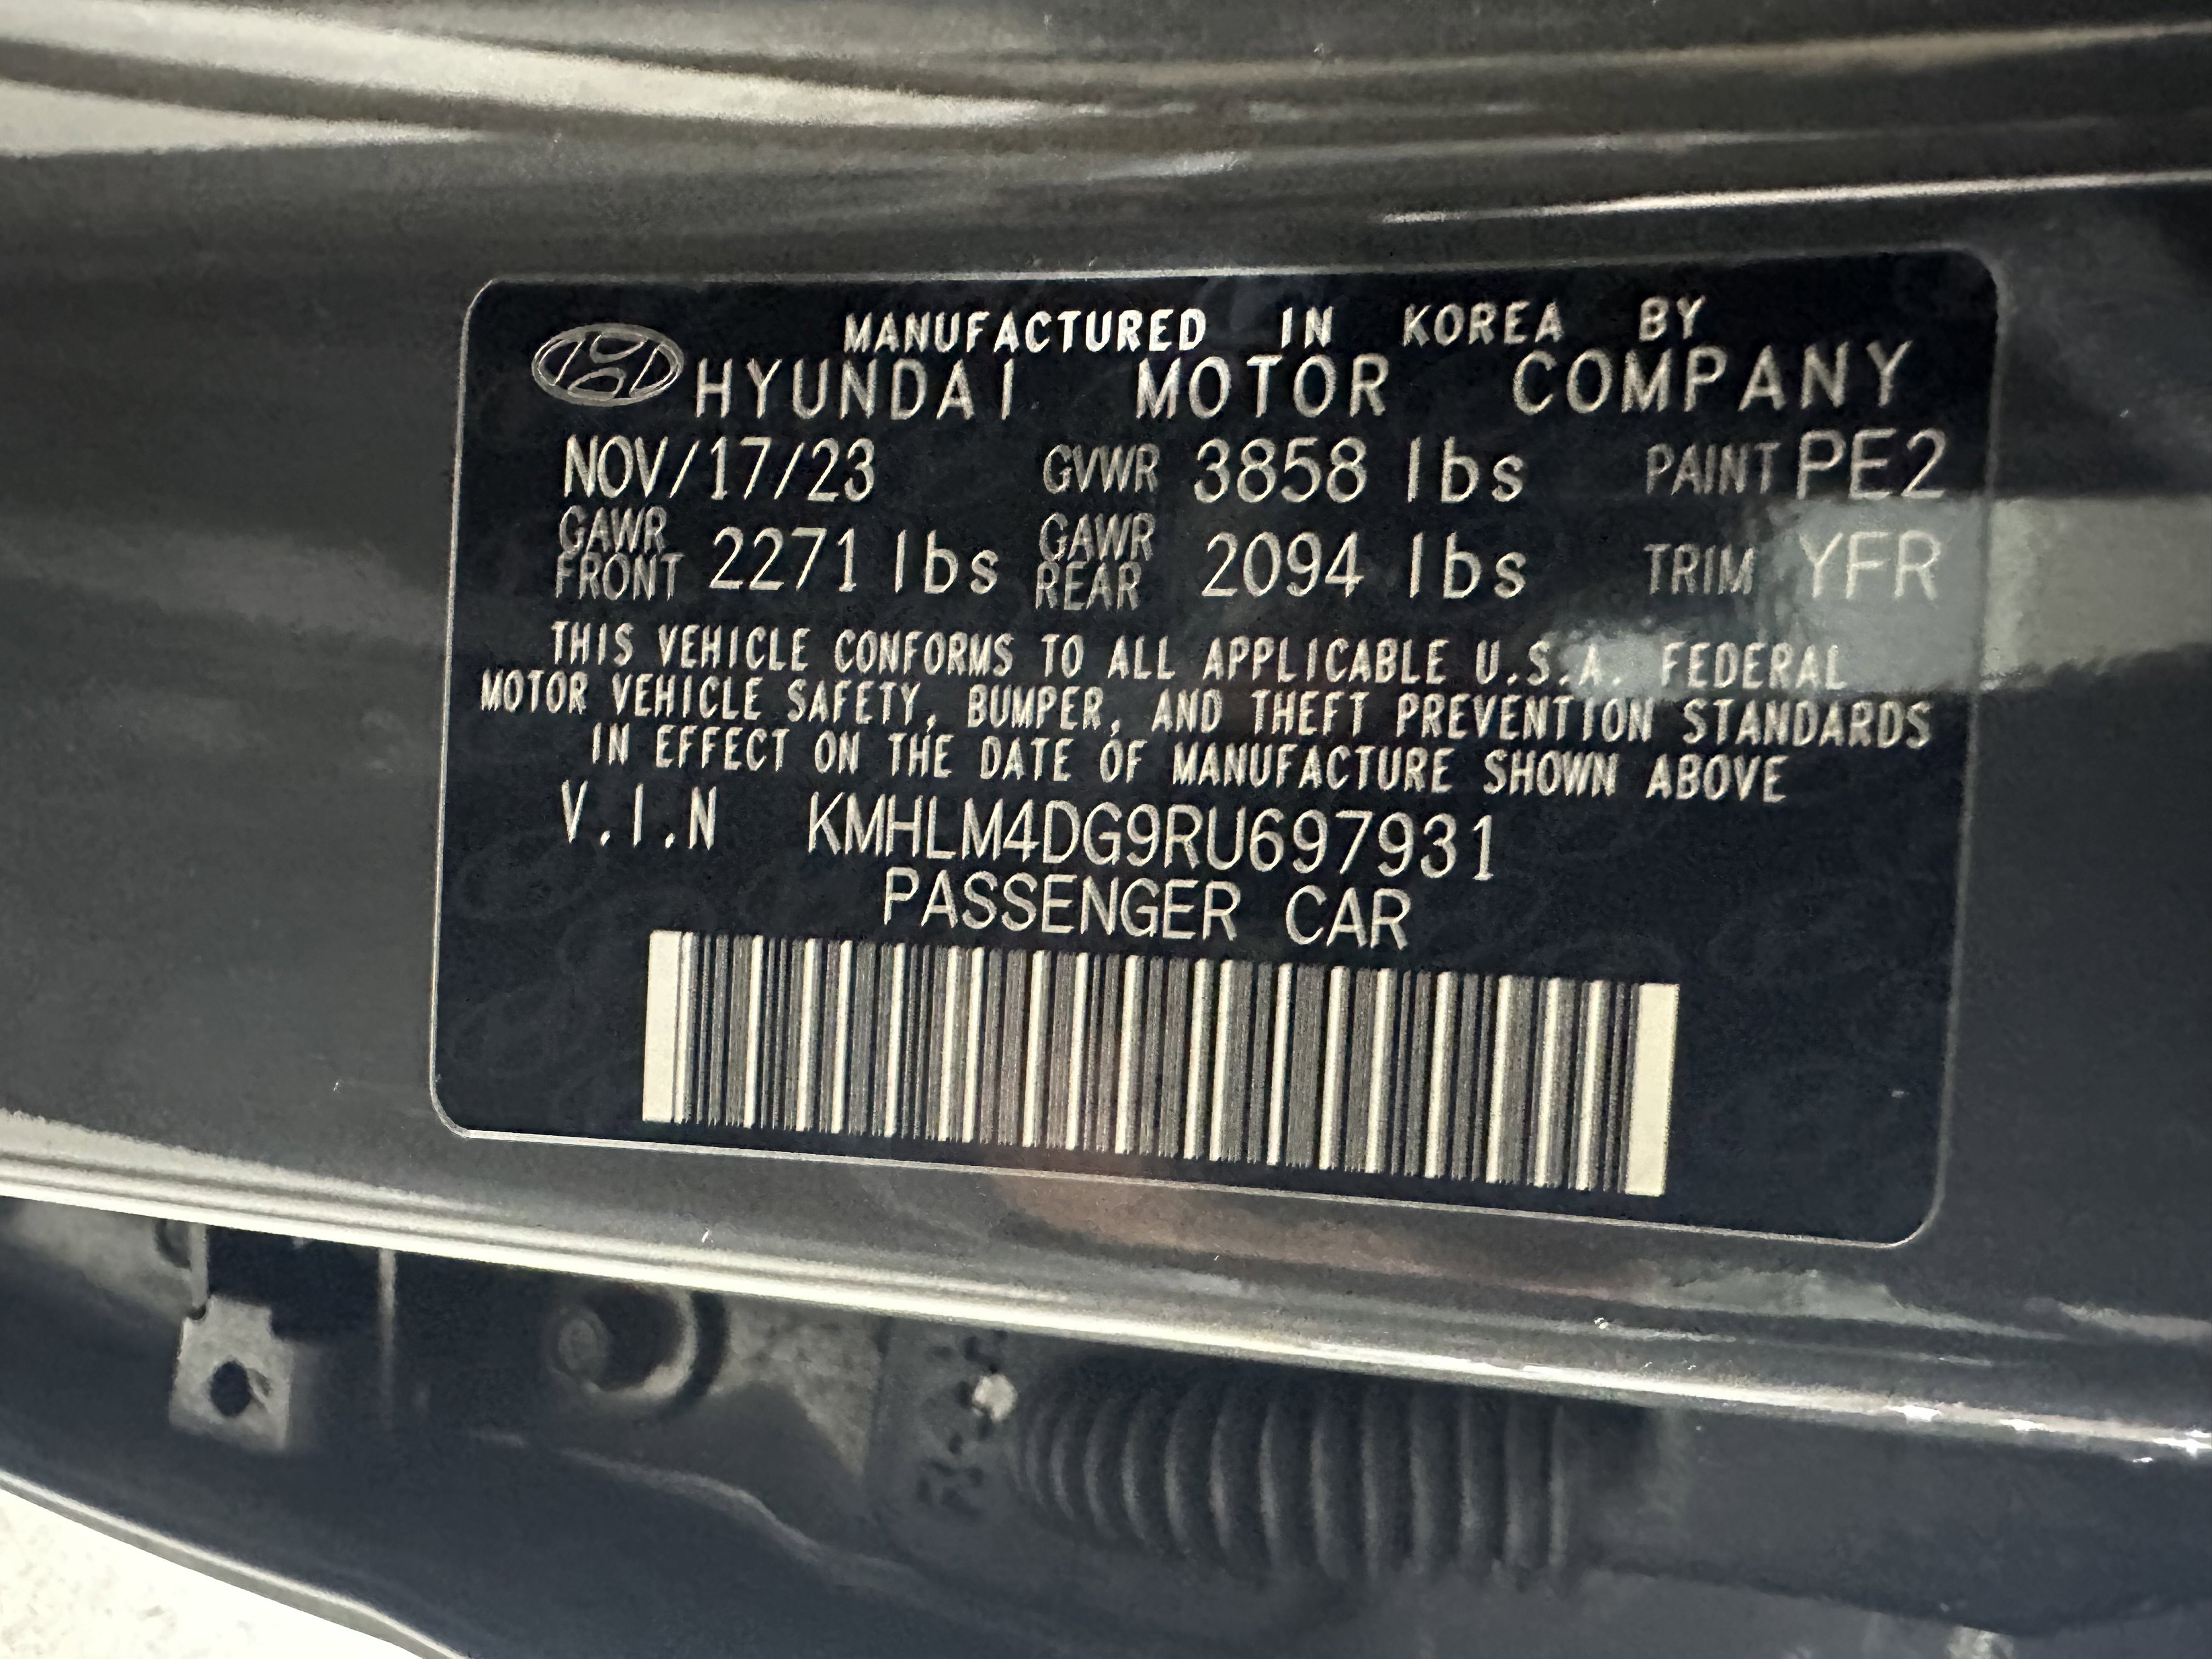 MANUFACTURED IN KOREA BY
HYUNDAI MOTOR COMPANY
NOV/17/23 GVWR 3858 lbs PAINT PE2
GAWR FRONT 2271 lbs GAWR REAR 2094 lbs TRIM YFR
THIS VEHICLE CONFORMS TO ALL APPLICABLE U.S.A. FEDERAL
MOTOR VEHICLE SAFETY, BUMPER, AND THEFT PREVENTION STANDARDS
IN EFFECT ON THE DATE OF MANUFACTURE SHOWN ABOVE
V.I.N KMHLM4DG9RU697931
PASSENGER CAR